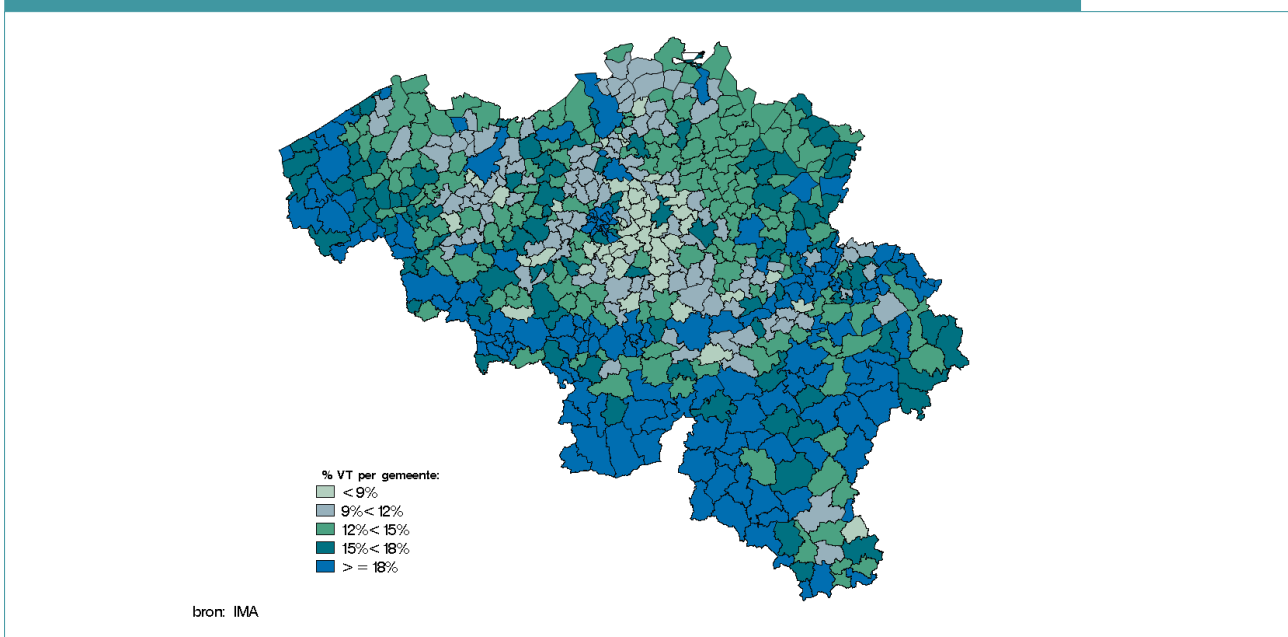 % VT per gemeente:
< 9%
9% < 12%
12% < 15%
15% < 18%
> = 18%
bron: IMA